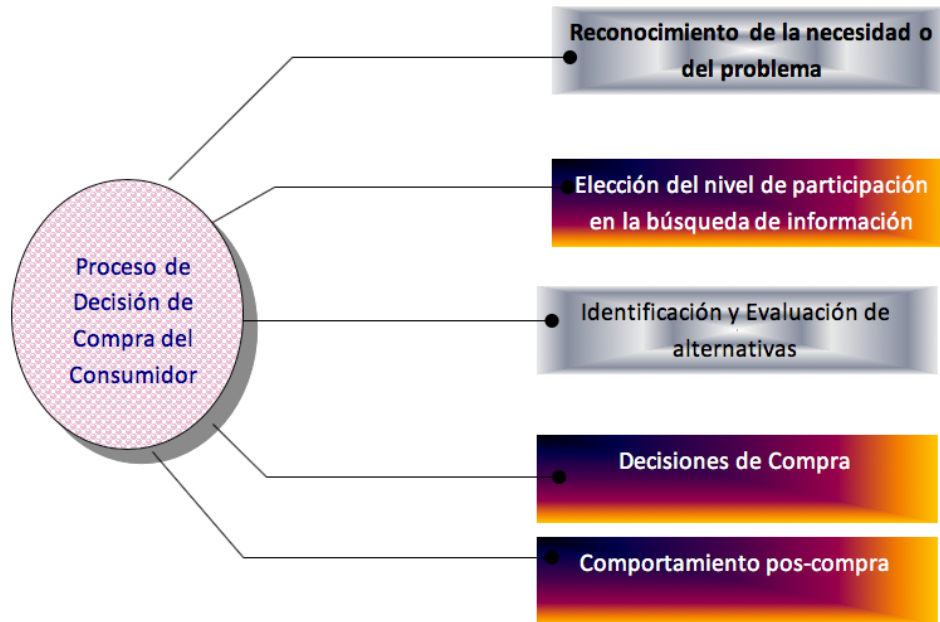 Reconocimiento de la necesidad o
del problema
Elección del nivel de participación
en la búsqueda de información
Proceso de
Decisión de
Compra del
Consumidor
Identificación y Evaluación de
alternativas
Decisiones de Compra
Comportamiento pos-compra